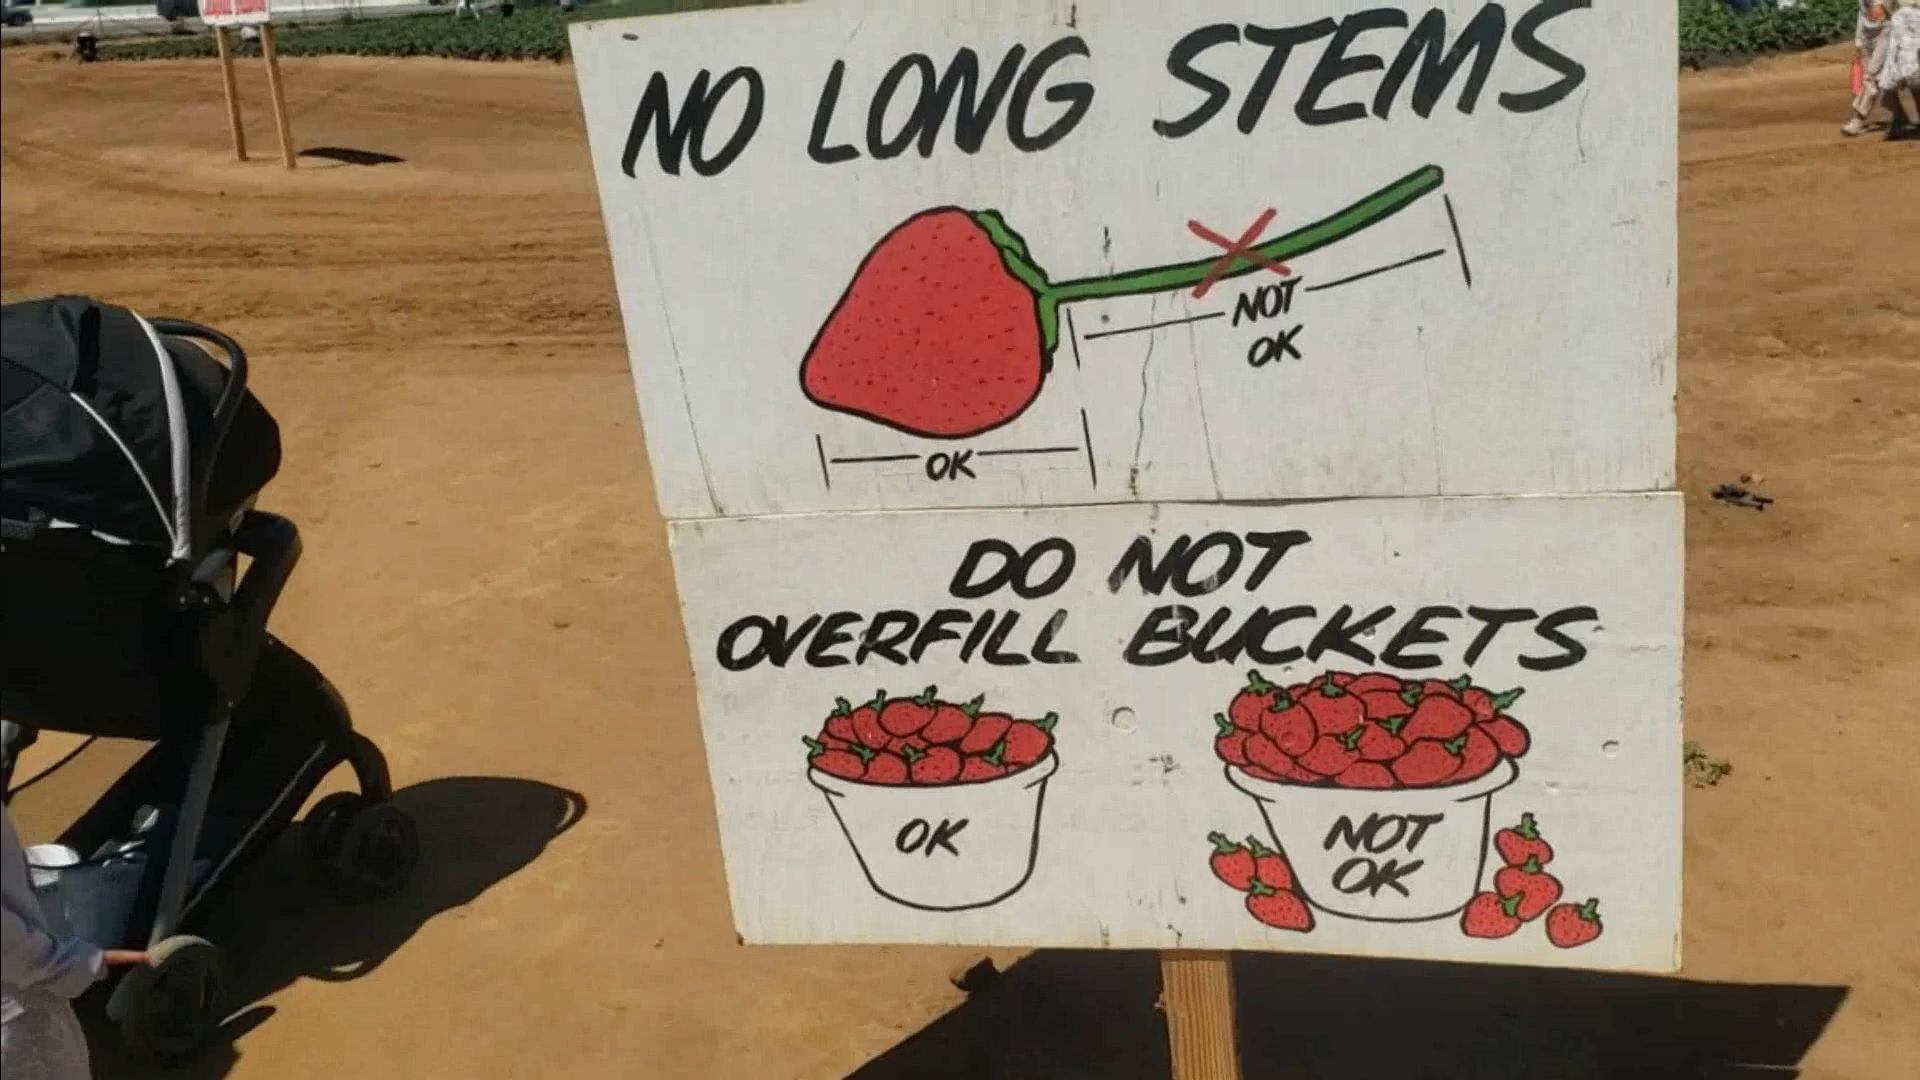 NO LONG STEMS
NOT
OK
OK
DO NOT
OVERFILL BUCKETS
OK
NOT
OK